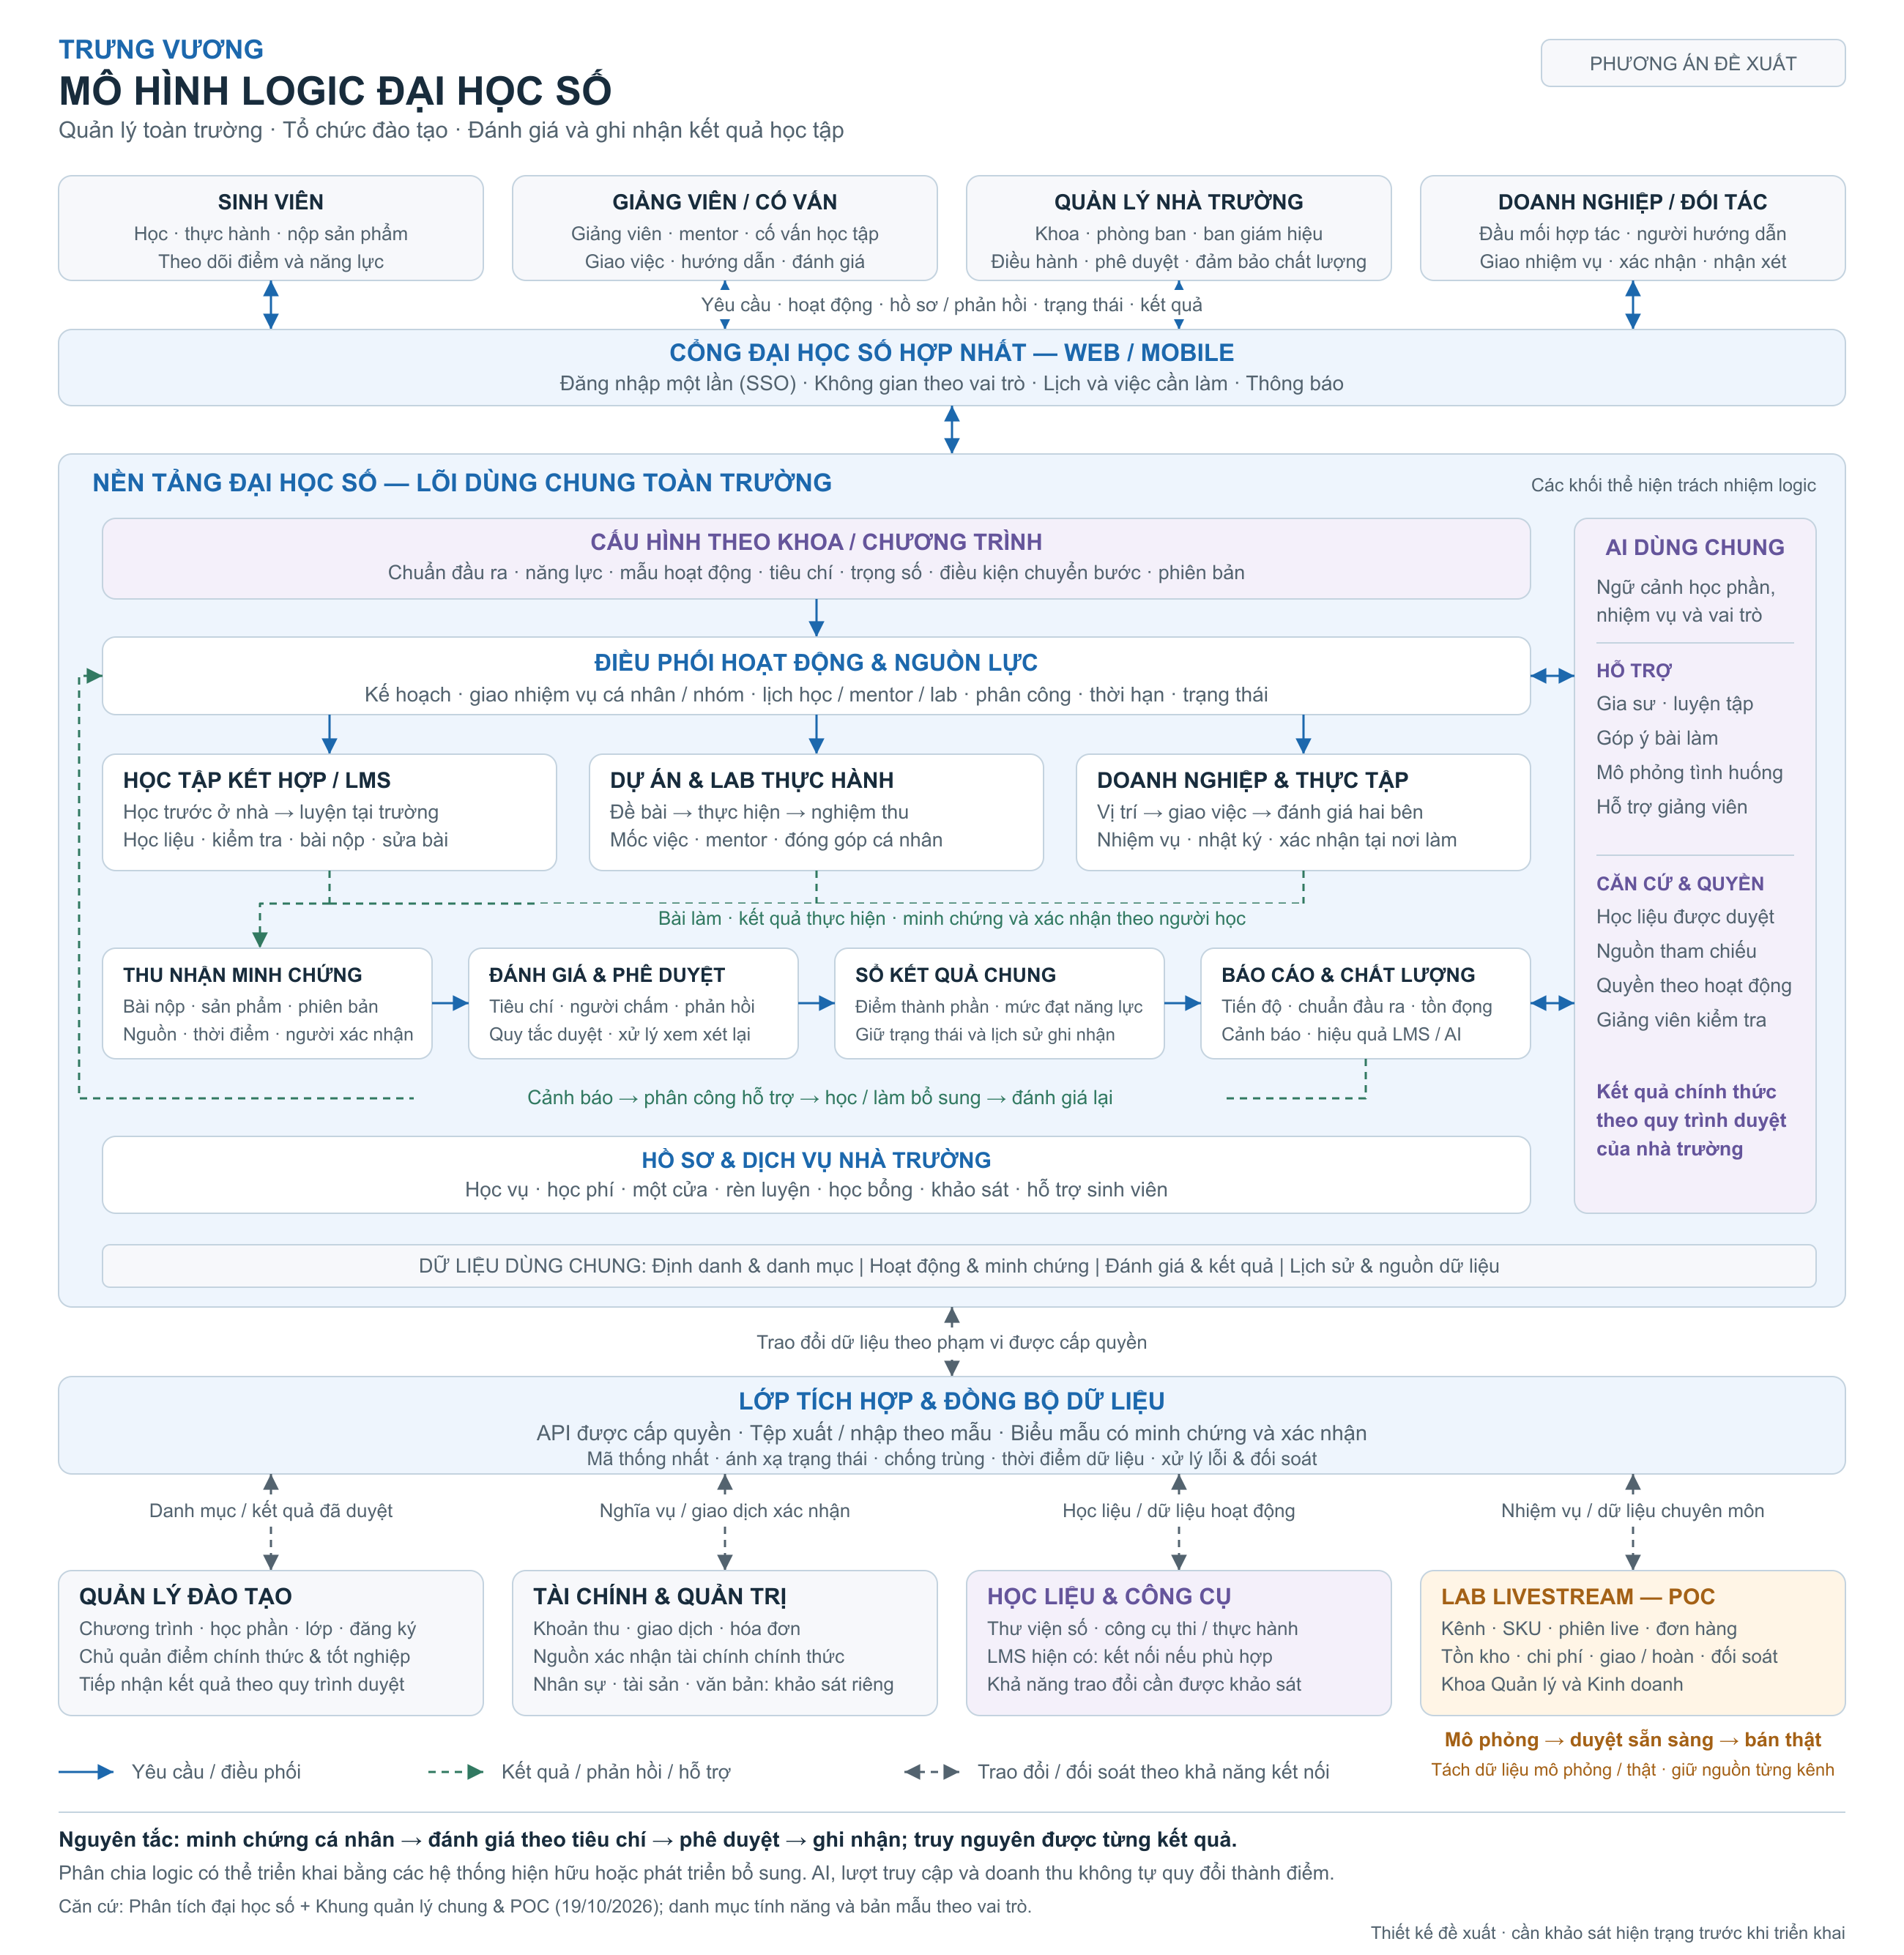 TRƯNG VƯƠNG
MÔ HÌNH LOGIC ĐẠI HỌC SỐ
Quản lý toàn trường · Tổ chức đào tạo · Đánh giá và ghi nhận kết quả học tập
PHƯƠNG ÁN ĐỀ XUẤT
SINH VIÊN
Học · thực hành · nộp sản phẩm
Theo dõi điểm và năng lực
GIẢNG VIÊN / CỐ VẤN
Giảng viên · mentor · cố vấn học tập
Giao việc · hướng dẫn · đánh giá
QUẢN LÝ NHÀ TRƯỜNG
Khoa · phòng ban · ban giám hiệu
Điều hành · phê duyệt · đảm bảo chất lượng
DOANH NGHIỆP / ĐỐI TÁC
Đầu mối hợp tác · người hướng dẫn
Giao nhiệm vụ · xác nhận · nhận xét
Yêu cầu · hoạt động · hồ sơ / phản hồi · trạng thái · kết quả
CỔNG ĐẠI HỌC SỐ HỢP NHẤT — WEB / MOBILE
Đăng nhập một lần (SSO) · Không gian theo vai trò · Lịch và việc cần làm · Thông báo
NỀN TẢNG ĐẠI HỌC SỐ — LÕI DÙNG CHUNG TOÀN TRƯỜNG
Các khối thể hiện trách nhiệm logic
CẤU HÌNH THEO KHOA / CHƯƠNG TRÌNH
Chuẩn đầu ra · năng lực · mẫu hoạt động · tiêu chí · trọng số · điều kiện chuyển bước · phiên bản
ĐIỀU PHỐI HOẠT ĐỘNG & NGUỒN LỰC
Kế hoạch · giao nhiệm vụ cá nhân / nhóm · lịch học / mentor / lab · phân công · thời hạn · trạng thái
HỌC TẬP KẾT HỢP / LMS
Học trước ở nhà → luyện tại trường
Học liệu · kiểm tra · bài nộp · sửa bài
DỰ ÁN & LAB THỰC HÀNH
Đề bài → thực hiện → nghiệm thu
Mốc việc · mentor · đóng góp cá nhân
DOANH NGHIỆP & THỰC TẬP
Vị trí → giao việc → đánh giá hai bên
Nhiệm vụ · nhật ký · xác nhận tại nơi làm
Bài làm · kết quả thực hiện · minh chứng và xác nhận theo người học
THU NHẬN MINH CHỨNG
Bài nộp · sản phẩm · phiên bản
Nguồn · thời điểm · người xác nhận
ĐÁNH GIÁ & PHÊ DUYỆT
Tiêu chí · người chấm · phản hồi
Quy tắc duyệt · xử lý xem xét lại
SỔ KẾT QUẢ CHUNG
Điểm thành phần · mức đạt năng lực
Giữ trạng thái và lịch sử ghi nhận
BÁO CÁO & CHẤT LƯỢNG
Tiến độ · chuẩn đầu ra · tồn đọng
Cảnh báo · hiệu quả LMS / AI
Cảnh báo → phân công hỗ trợ → học / làm bổ sung → đánh giá lại
HỒ SƠ & DỊCH VỤ NHÀ TRƯỜNG
Học vụ · học phí · một cửa · rèn luyện · học bổng · khảo sát · hỗ trợ sinh viên
AI DÙNG CHUNG
Ngữ cảnh học phần,
nhiệm vụ và vai trò
HỖ TRỢ
Gia sư · luyện tập
Góp ý bài làm
Mô phỏng tình huống
Hỗ trợ giảng viên
CĂN CỨ & QUYỀN
Học liệu được duyệt
Nguồn tham chiếu
Quyền theo hoạt động
Giảng viên kiểm tra
Kết quả chính thức
theo quy trình duyệt
của nhà trường
DỮ LIỆU DÙNG CHUNG: Định danh & danh mục | Hoạt động & minh chứng | Đánh giá & kết quả | Lịch sử & nguồn dữ liệu
Trao đổi dữ liệu theo phạm vi được cấp quyền
LỚP TÍCH HỢP & ĐỒNG BỘ DỮ LIỆU
API được cấp quyền · Tệp xuất / nhập theo mẫu · Biểu mẫu có minh chứng và xác nhận
Mã thống nhất · ánh xạ trạng thái · chống trùng · thời điểm dữ liệu · xử lý lỗi & đối soát
Danh mục / kết quả đã duyệt
Nghĩa vụ / giao dịch xác nhận
Học liệu / dữ liệu hoạt động
Nhiệm vụ / dữ liệu chuyên môn
QUẢN LÝ ĐÀO TẠO
Chương trình · học phần · lớp · đăng ký
Chủ quản điểm chính thức & tốt nghiệp
Tiếp nhận kết quả theo quy trình duyệt
TÀI CHÍNH & QUẢN TRỊ
Khoản thu · giao dịch · hóa đơn
Nguồn xác nhận tài chính chính thức
Nhân sự · tài sản · văn bản: khảo sát riêng
HỌC LIỆU & CÔNG CỤ
Thư viện số · công cụ thi / thực hành
LMS hiện có: kết nối nếu phù hợp
Khả năng trao đổi cần được khảo sát
LAB LIVESTREAM — POC
Kênh · SKU · phiên live · đơn hàng
Tồn kho · chi phí · giao / hoàn · đối soát
Khoa Quản lý và Kinh doanh
Mô phỏng → duyệt sẵn sàng → bán thật
Tách dữ liệu mô phỏng / thật · giữ nguồn từng kênh
Yêu cầu / điều phối
Kết quả / phản hồi / hỗ trợ
Trao đổi / đối soát theo khả năng kết nối
Nguyên tắc: minh chứng cá nhân → đánh giá theo tiêu chí → phê duyệt → ghi nhận; truy nguyên được từng kết quả.
Phân chia logic có thể triển khai bằng các hệ thống hiện hữu hoặc phát triển bổ sung. AI, lượt truy cập và doanh thu không tự quy đổi thành điểm.
Căn cứ: Phân tích đại học số + Khung quản lý chung & POC (19/10/2026); danh mục tính năng và bản mẫu theo vai trò.
Thiết kế đề xuất · cần khảo sát hiện trạng trước khi triển khai